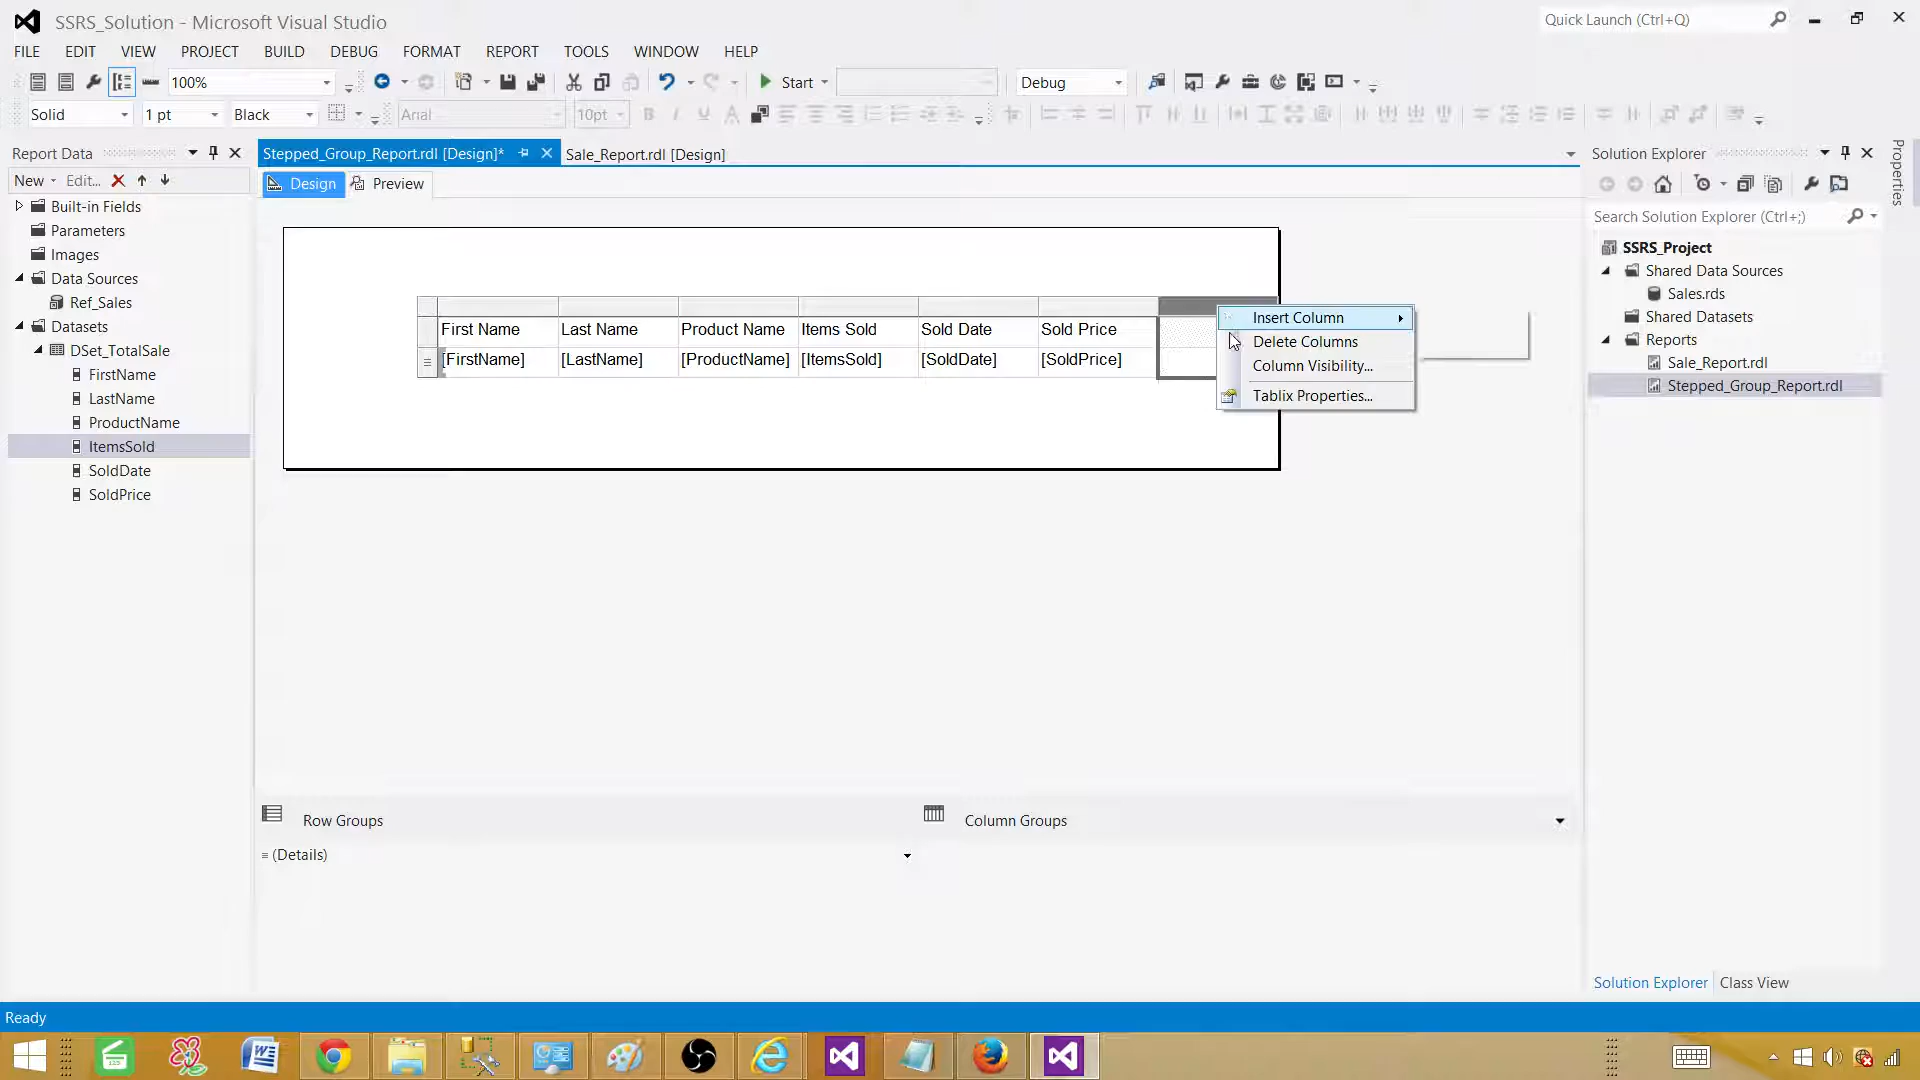 SSRS_Solution - Microsoft Visual Studio
Quick Launch (Ctrl+Q)
FILE EDIT VIEW PROJECT BUILD DEBUG FORMAT REPORT TOOLS WINDOW HELP
100% Start Debug
Solid 1 pt Black Arial 10pt B I U A
Report Data
Stepped_Group_Report.rdl [Design]* Sale_Report.rdl [Design]
Solution Explorer
Properties
New Edit...
Design Preview
Built-in Fields
Parameters
Images
Data Sources
Ref_Sales
Datasets
DSet_TotalSale
FirstName
LastName
ProductName
ItemsSold
SoldDate
SoldPrice
First Name Last Name Product Name Items Sold Sold Date Sold Price
[FirstName] [LastName] [ProductName] [ItemsSold] [SoldDate] [SoldPrice]
Insert Column
Delete Columns
Column Visibility...
Tablix Properties...
Search Solution Explorer (Ctrl+;)
SSRS_Project
Shared Data Sources
Sales.rds
Shared Datasets
Reports
Sale_Report.rdl
Stepped_Group_Report.rdl
Row Groups
Column Groups
(Details)
Solution Explorer Class View
Ready